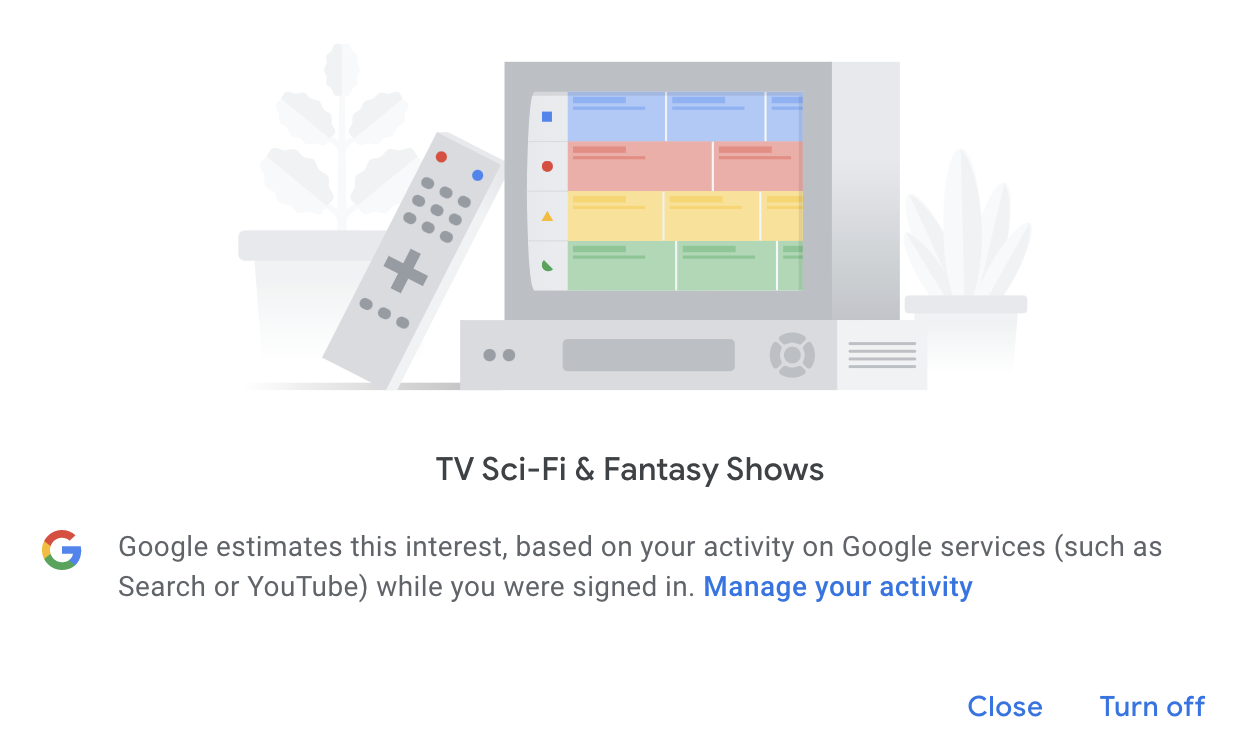 TV Sci-Fi & Fantasy Shows
Google estimates this interest, based on your activity on Google services (such as
Search or YouTube) while you were signed in. Manage your activity
Close Turn off